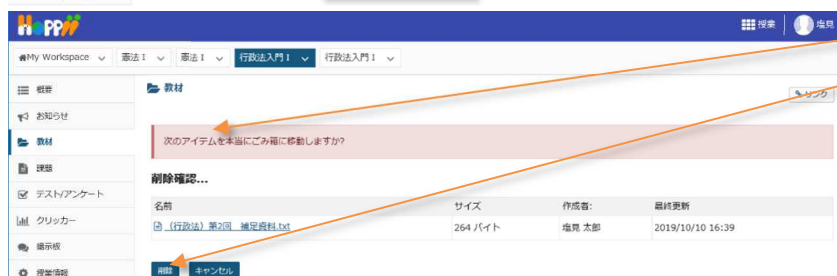 HoPPii 授業 塩見
My Workspace 憲法 I 憲法 I 行政法入門 I 行政法入門 I
概要
教材
リンク
お知らせ
教材
次のアイテムを本当にごみ箱に移動しますか?
課題
削除確認...
テスト/アンケート
名前 サイズ 作成者: 最終更新
クリッカー
(行政法) 第2回 補足資料.txt 264 バイト 塩見 太郎 2019/10/10 16:39
掲示板
授業情報
削除 キャンセル